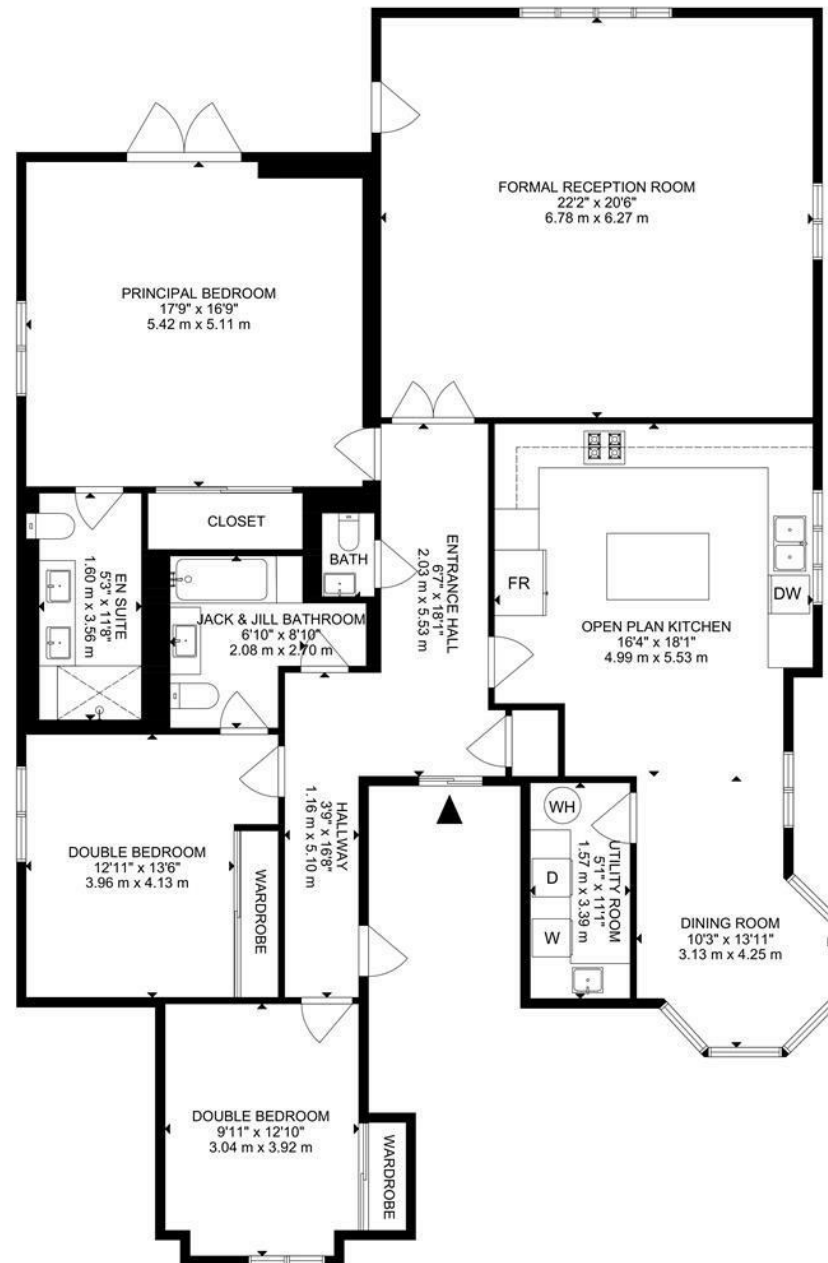 FORMAL RECEPTION ROOM
22'2" x 20'6"
6.78 m x 6.27 m
PRINCIPAL BEDROOM
17'9" x 16'9"
5.42 m x 5.11 m
CLOSET
BATH
EN SUITE
5'3" x 11'8"
1.60 m x 3.56 m
JACK & JILL BATHROOM
6'10" x 8'10"
2.08 m x 2.70 m
ENTRANCE HALL
6'7" x 18'1"
2.03 m x 5.53 m
FR
DW
OPEN PLAN KITCHEN
16'4" x 18'1"
4.99 m x 5.53 m
HALLWAY
3'9" x 16'8"
1.16 m x 5.10 m
DOUBLE BEDROOM
12'11" x 13'6"
3.96 m x 4.13 m
WARDROBE
WH
D
W
UTILITY ROOM
5'1" x 11'1"
1.57 m x 3.39 m
DINING ROOM
10'3" x 13'11"
3.13 m x 4.25 m
DOUBLE BEDROOM
9'11" x 12'10"
3.04 m x 3.92 m
WARDROBE